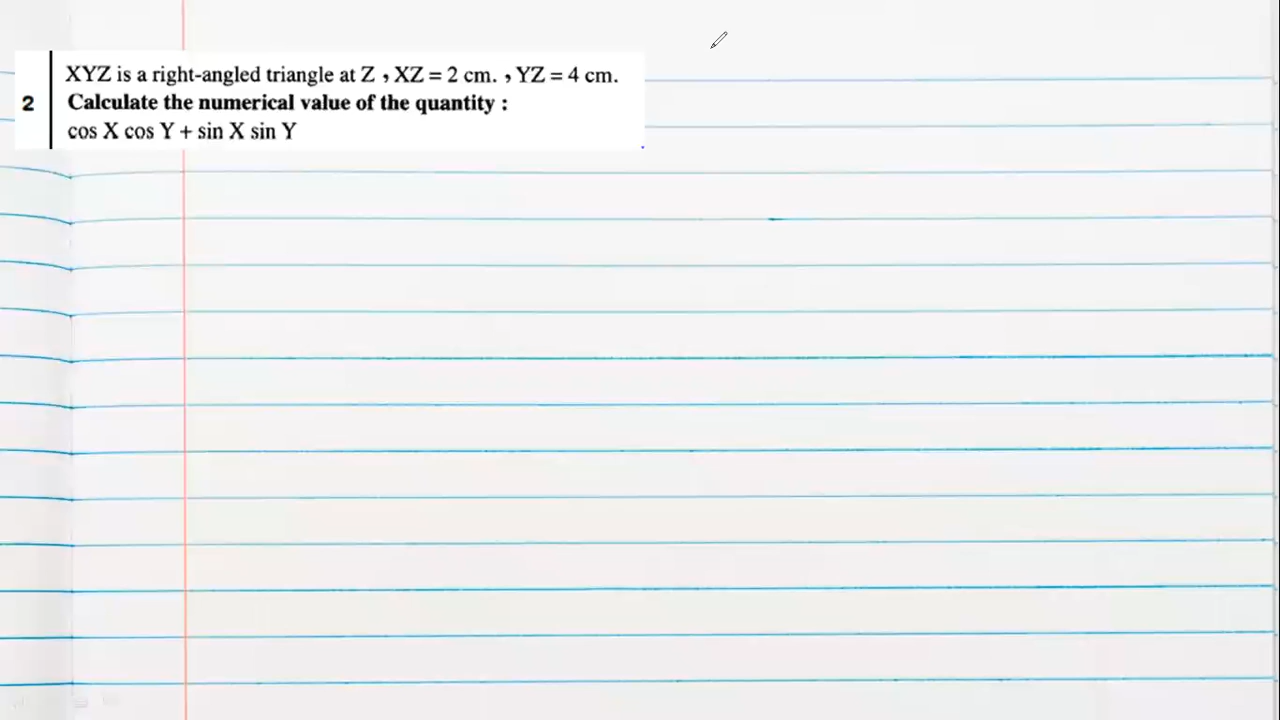 2
XYZ is a right-angled triangle at Z , XZ = 2 cm. , YZ = 4 cm.
Calculate the numerical value of the quantity :
cos X cos Y + sin X sin Y